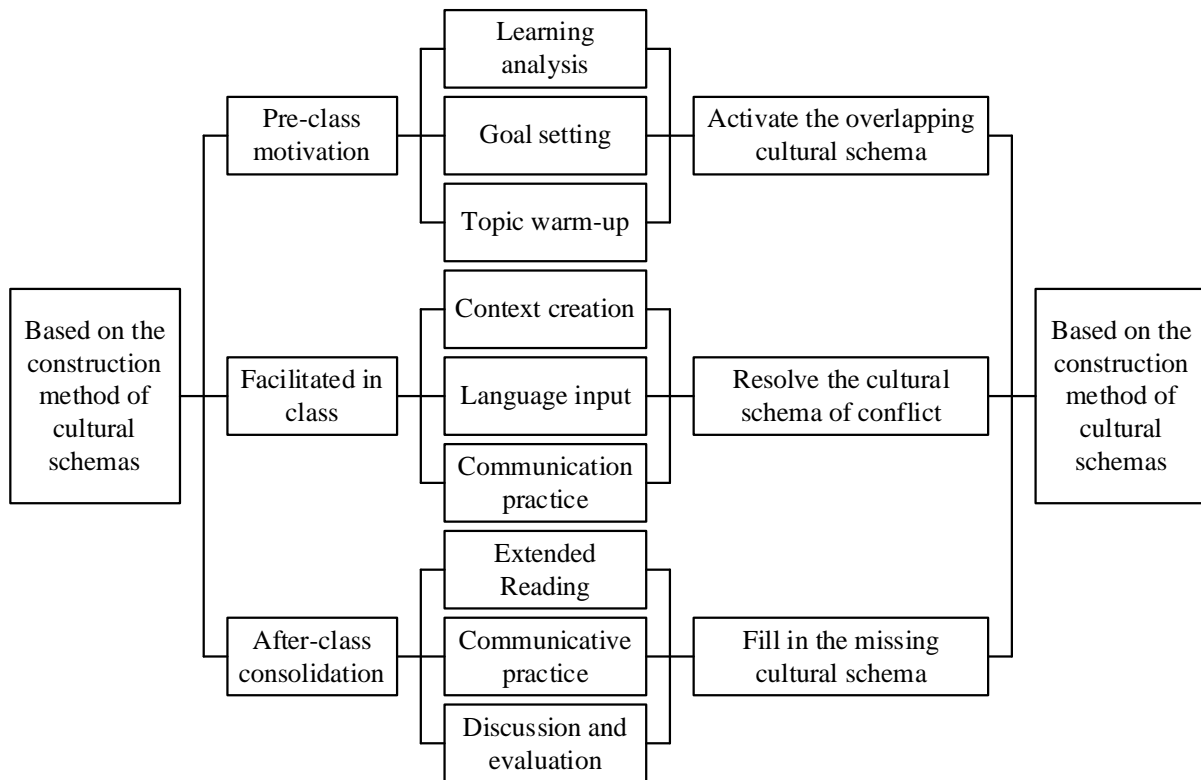 Based on the
construction
method of
cultural
schemas
Pre-class
motivation
Facilitated in
class
After-class
consolidation
Learning
analysis
Goal setting
Topic warm-up
Context creation
Language input
Communication
practice
Extended
Reading
Communicative
practice
Discussion and
evaluation
Activate the overlapping
cultural schema
Resolve the cultural
schema of conflict
Fill in the missing
cultural schema
Based on the
construction
method of
cultural
schemas